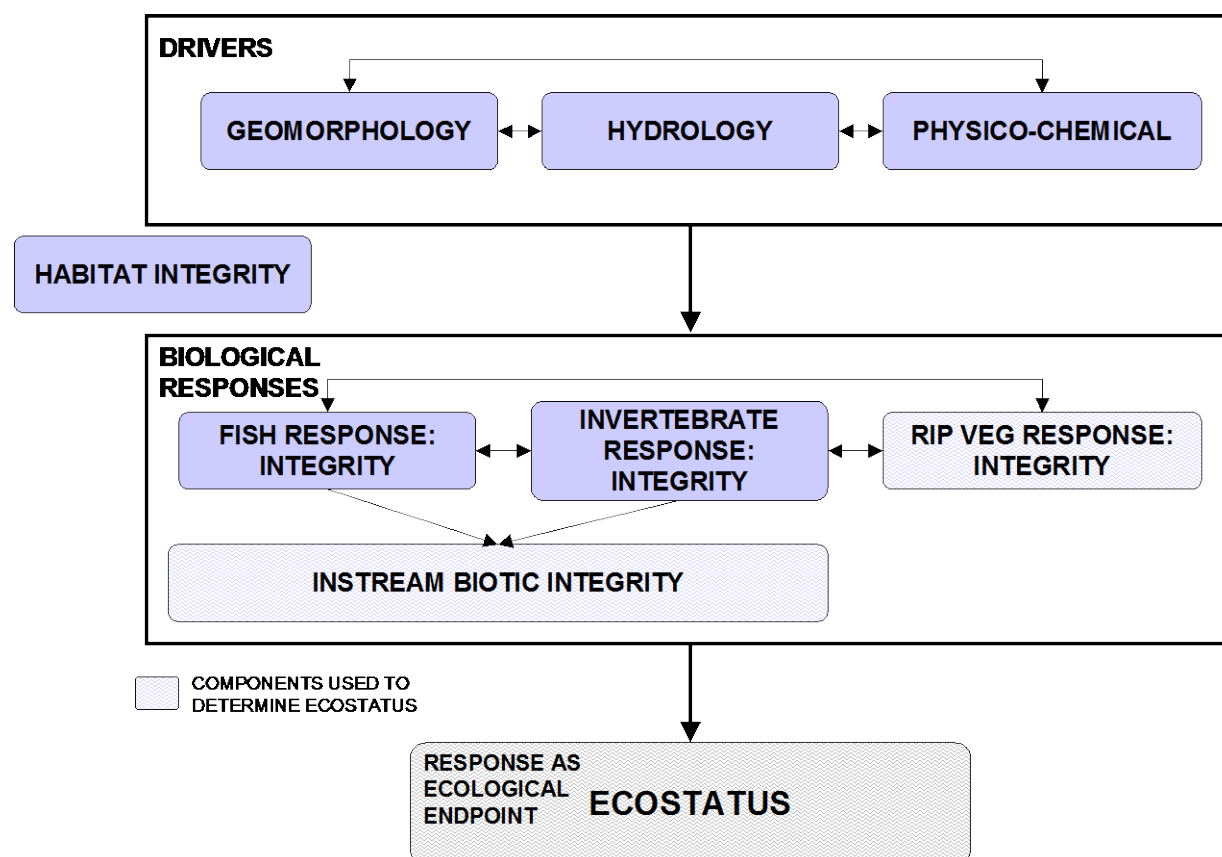 DRIVERS
GEOMORPHOLOGY
HYDROLOGY
PHYSICO-CHEMICAL
HABITAT INTEGRITY
BIOLOGICAL
RESPONSES
FISH RESPONSE:
INTEGRITY
INVERTEBRATE
RESPONSE:
INTEGRITY
RIP VEG RESPONSE:
INTEGRITY
INSTREAM BIOTIC INTEGRITY
COMPONENTS USED TO
DETERMINE ECOSTATUS
RESPONSE AS
ECOLOGICAL
ENDPOINT
ECOSTATUS